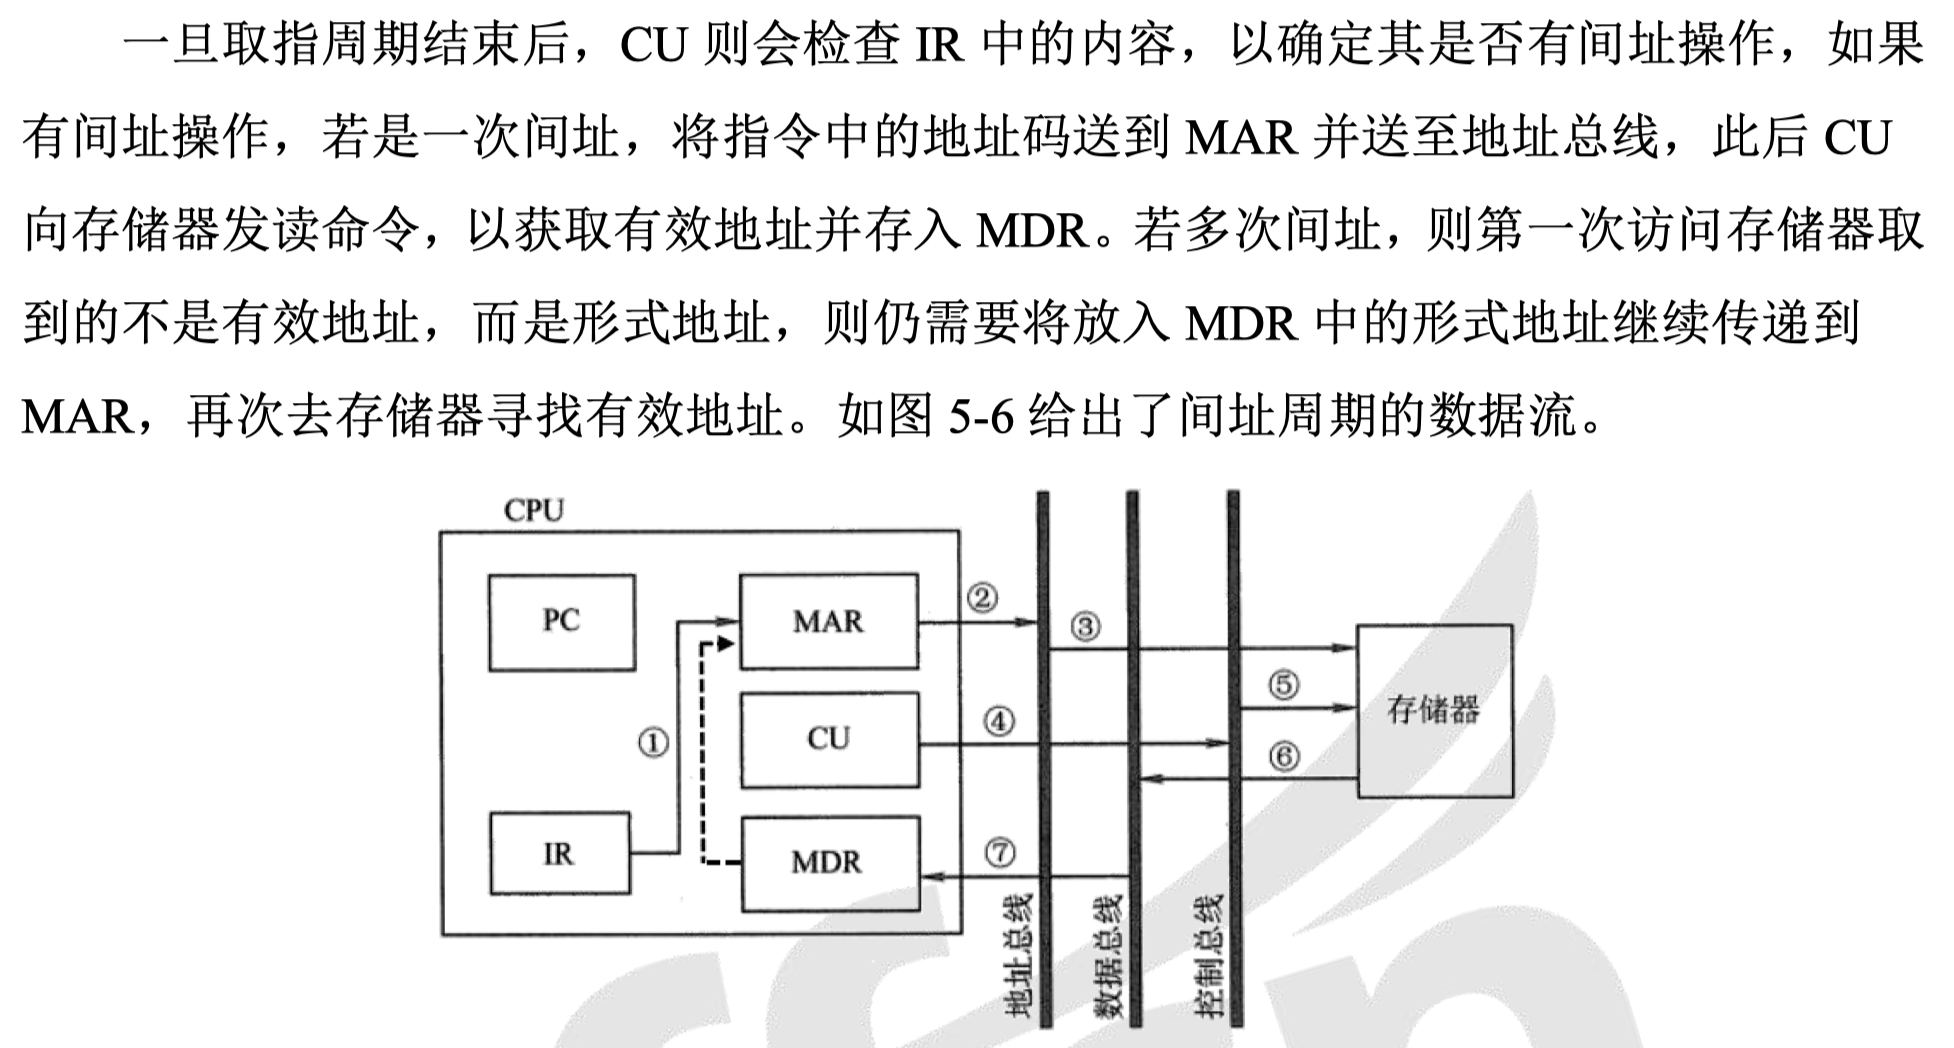 一旦取指周期结束后，CU 则会检查 IR 中的内容，以确定其是否有间址操作，如果
有间址操作，若是一次间址，将指令中的地址码送到 MAR 并送至地址总线，此后 CU
向存储器发读命令，以获取有效地址并存入 MDR。若多次间址，则第一次访问存储器取
到的不是有效地址，而是形式地址，则仍需要将放入 MDR 中的形式地址继续传递到
MAR，再次去存储器寻找有效地址。如图 5-6 给出了间址周期的数据流。
CPU
PC
MAR
②
③
⑤
存储器
①
CU
④
⑥
IR
MDR
⑦
地址总线
数据总线
控制总线